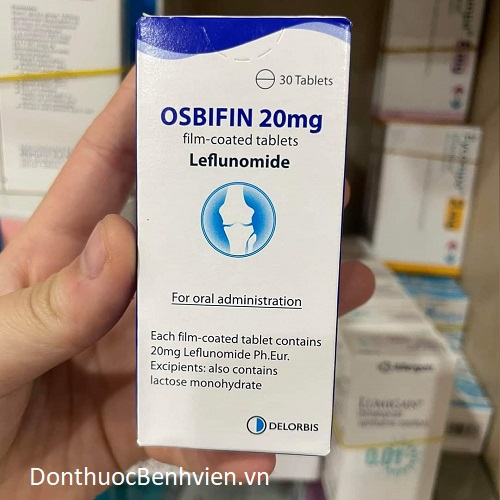 30 Tablets
OSBIFIN 20mg
film-coated tablets
Leflunomide
For oral administration
Each film-coated tablet contains
20mg Leflunomide Ph.Eur.
Excipients: also contains
lactose monohydrate
DELORBIS
Allergan
DonthuocBenhvien.vn